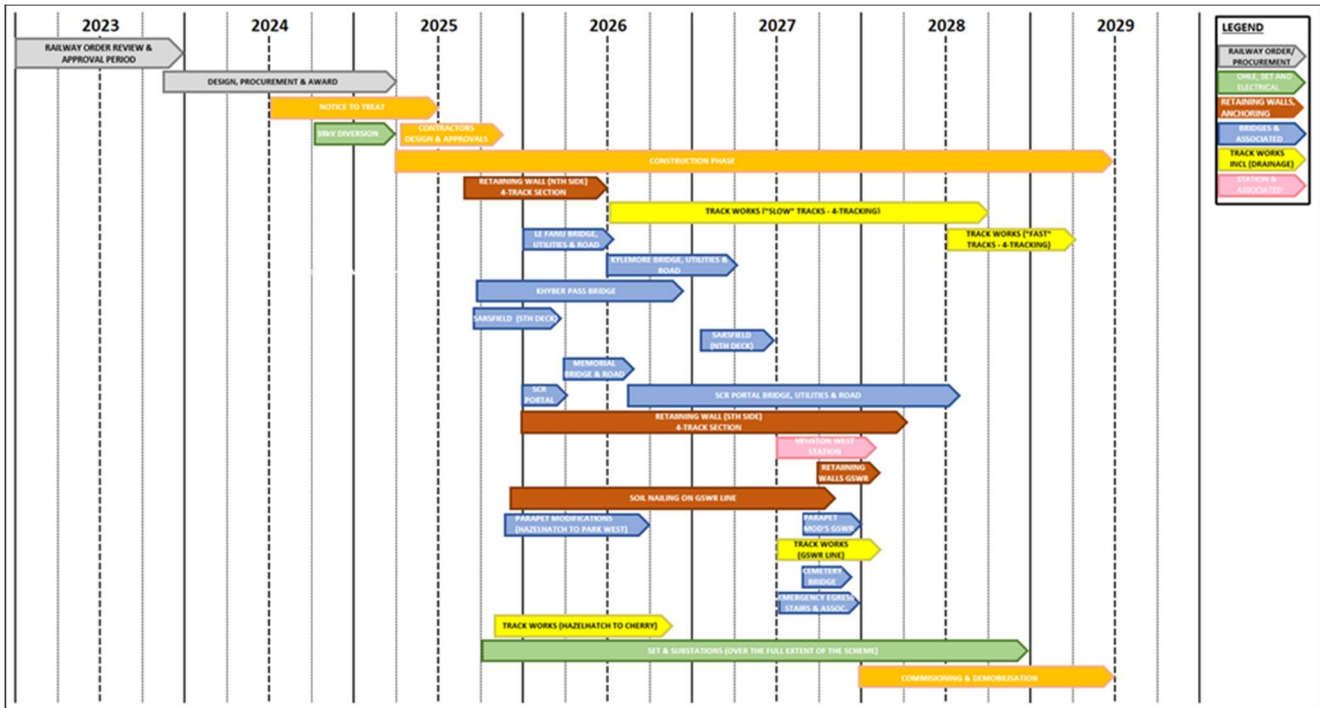 2023 2024 2025 2026 2027 2028 2029
LEGEND
RAILWAY ORDER/
PROCUREMENT
OHLE, SET AND
ELECTRICAL
RETAINING WALLS,
ANCHORING
BRIDGES &
ASSOCIATED
TRACK WORKS
INCL (DRAINAGE)
STATION &
ASSOCIATED
RAILWAY ORDER REVIEW &
APPROVAL PERIOD
DESIGN, PROCUREMENT & AWARD
NOTICE TO TREAT
38kV DIVERSION
CONTRACTORS
DESIGN & APPROVALS
CONSTRUCTION PHASE
RETAIINING WALL (NTH SIDE)
4-TRACK SECTION
TRACK WORKS ("SLOW" TRACKS - 4-TRACKING)
LE FANU BRIDGE,
UTILITIES & ROAD
TRACK WORKS ("FAST"
TRACKS - 4-TRACKING)
KYLEMORE BRIDGE, UTILITIES &
ROAD
KHYBER PASS BRIDGE
SARSFIELD (STH DECK)
SARSFIELD
(NTH DECK)
MEMORIAL
BRIDGE & ROAD
SCR
PORTAL
SCR PORTAL BRIDGE, UTILITIES & ROAD
RETAIINING WALL (STH SIDE)
4-TRACK SECTION
HEUSTON WEST
STATION
RETAIINING
WALLS GSWR
SOIL NAILING ON GSWR LINE
PARAPET MODIFICATIONS
(HAZELHATCH TO PARK WEST)
PARAPET
MOD'S GSWR
TRACK WORKS
(GSWR LINE)
CEMETERY
BRIDGE
EMERGENCY EGRESS
STAIRS & ASSOC.
TRACK WORKS (HAZELHATCH TO CHERRY)
SET & SUBSTATIONS (OVER THE FULL EXTENT OF THE SCHEME)
COMMISIONING & DEMOBILISATION